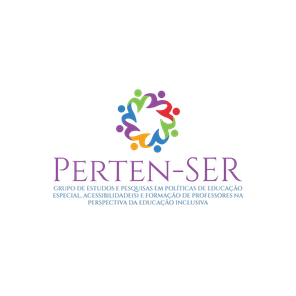 PERTEN-SER
GRUPO DE ESTUDOS E PESQUISAS EM POLÍTICAS DE EDUCAÇÃO
ESPECIAL, ACESSIBILIDADE(S) E FORMAÇÃO DE PROFESSORES NA
PERSPECTIVA DA EDUCAÇÃO INCLUSIVA